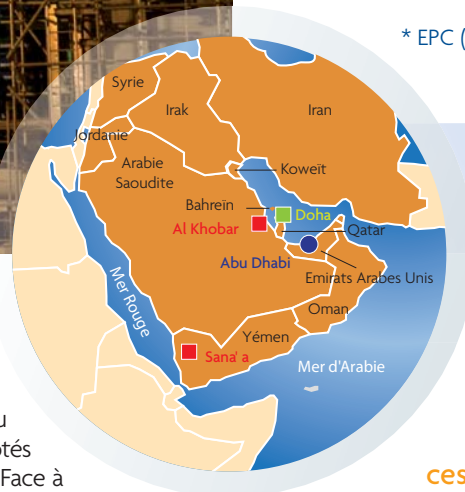 * EPC (
Syrie
Irak
Iran
Jordanie
Arabie
Saoudite
Koweït
Bahreïn
Doha
Al Khobar
Qatar
Abu Dhabi
Emirats Arabes Unis
Mer Rouge
Oman
Yémen
Sana' a
Mer d'Arabie
u
otés
Face à
ces